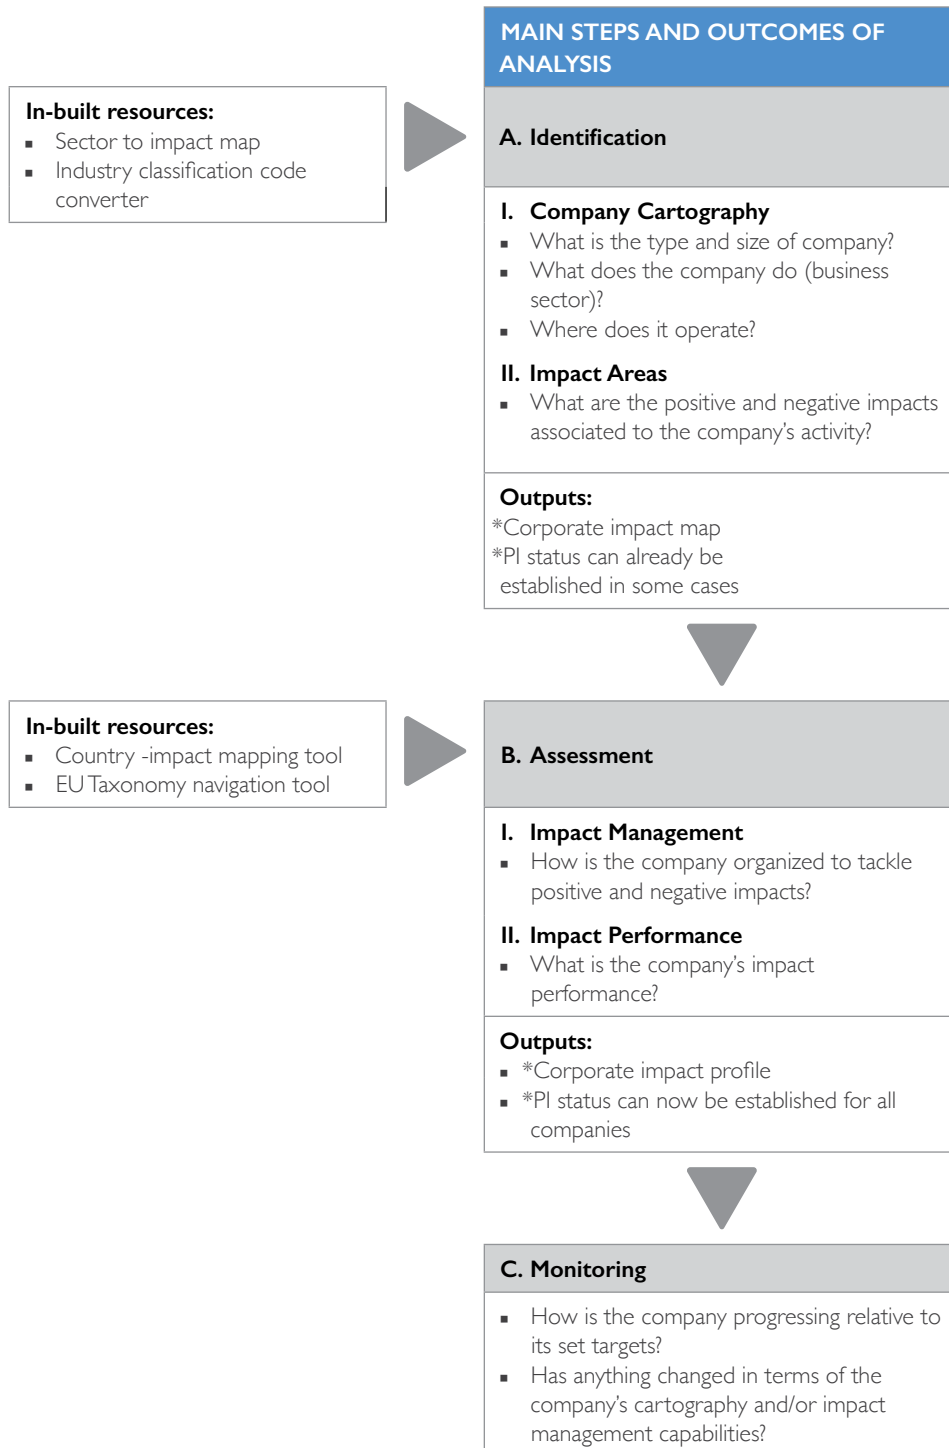 MAIN STEPS AND OUTCOMES OF
ANALYSIS
In-built resources:
▪ Sector to impact map
▪ Industry classification code
converter
A. Identification
I. Company Cartography
▪ What is the type and size of company?
▪ What does the company do (business
sector)?
▪ Where does it operate?
II. Impact Areas
▪ What are the positive and negative impacts
associated to the company's activity?
Outputs:
*Corporate impact map
*PI status can already be
established in some cases
In-built resources:
▪ Country -impact mapping tool
▪ EU Taxonomy navigation tool
B. Assessment
I. Impact Management
▪ How is the company organized to tackle
positive and negative impacts?
II. Impact Performance
▪ What is the company's impact
performance?
Outputs:
▪ *Corporate impact profile
▪ *PI status can now be established for all
companies
C. Monitoring
▪ How is the company progressing relative to
its set targets?
▪ Has anything changed in terms of the
company's cartography and/or impact
management capabilities?